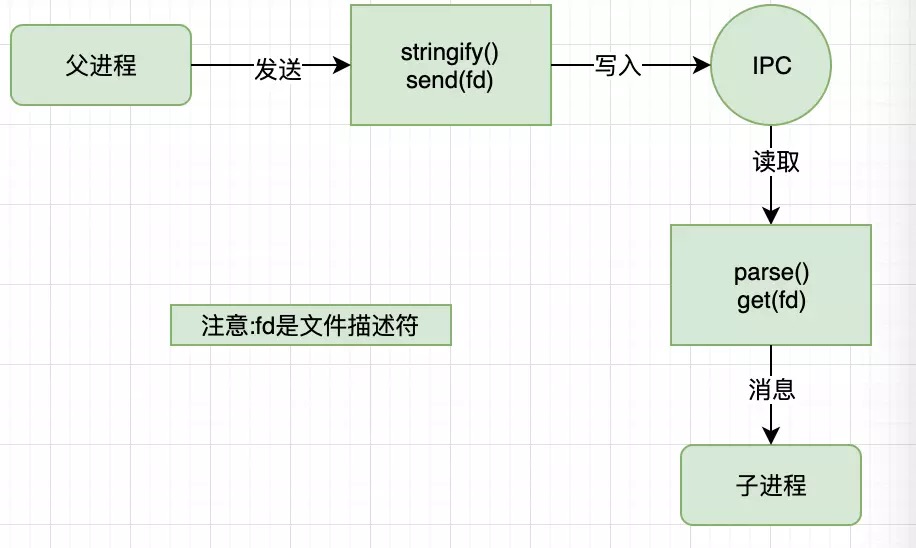 父进程
发送
stringify()
send(fd)
写入
IPC
读取
parse()
get(fd)
注意:fd是文件描述符
消息
子进程